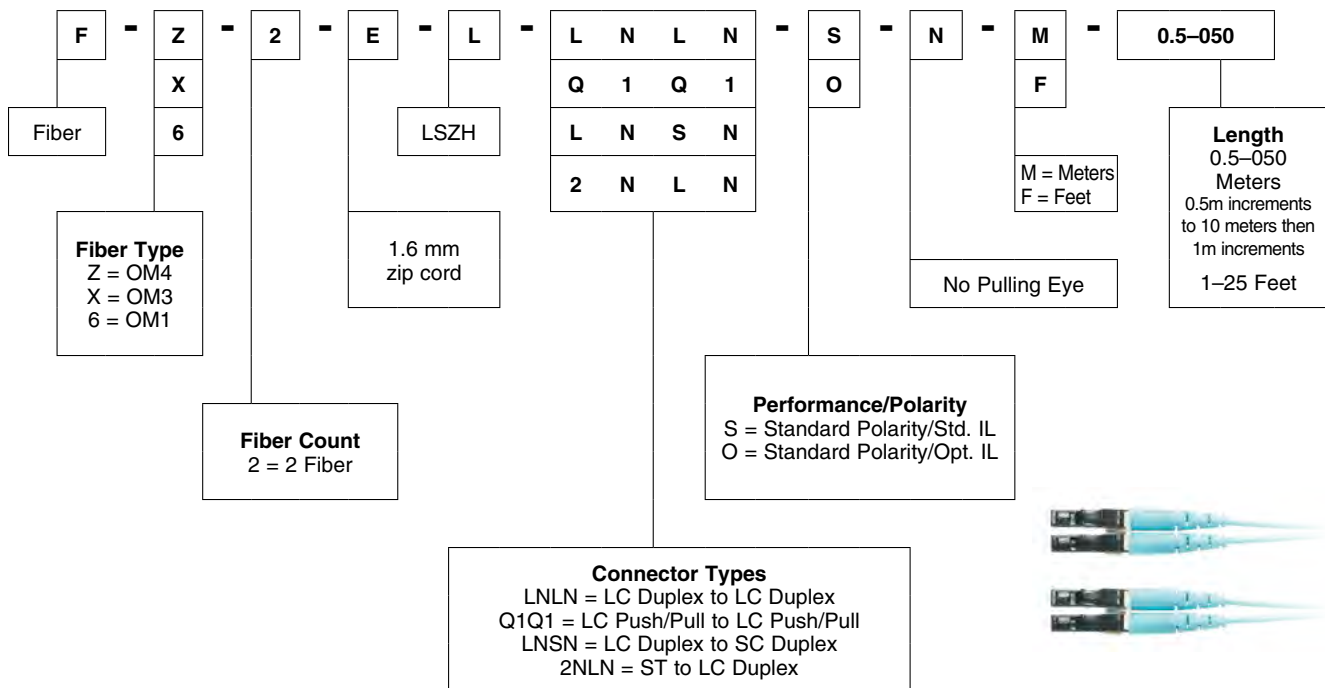 F - Z - 2 - E - L - L N L N - S - N - M - 0.5–050
X Q 1 Q 1 O F
6 L N S N
2 N L N
Fiber
LSZH
M = Meters
F = Feet
Length
0.5–050
Meters
0.5m increments
to 10 meters then
1m increments
1–25 Feet
Fiber Type
Z = OM4
X = OM3
6 = OM1
1.6 mm
zip cord
No Pulling Eye
Performance/Polarity
S = Standard Polarity/Std. IL
O = Standard Polarity/Opt. IL
Fiber Count
2 = 2 Fiber
Connector Types
LNLN = LC Duplex to LC Duplex
Q1Q1 = LC Push/Pull to LC Push/Pull
LNSN = LC Duplex to SC Duplex
2NLN = ST to LC Duplex